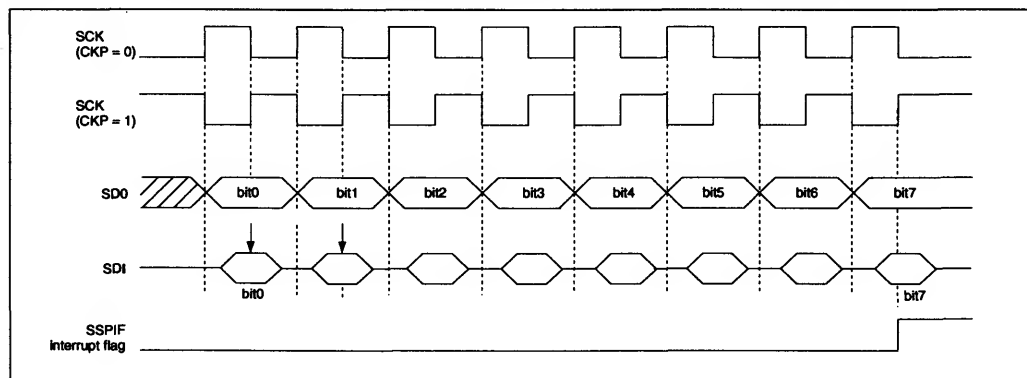 SCK
(CKP = 0)
SCK
(CKP = 1)
SD0 bit0 bit1 bit2 bit3 bit4 bit5 bit6 bit7
SDI
bit0 bit7
SSPIF
interrupt flag